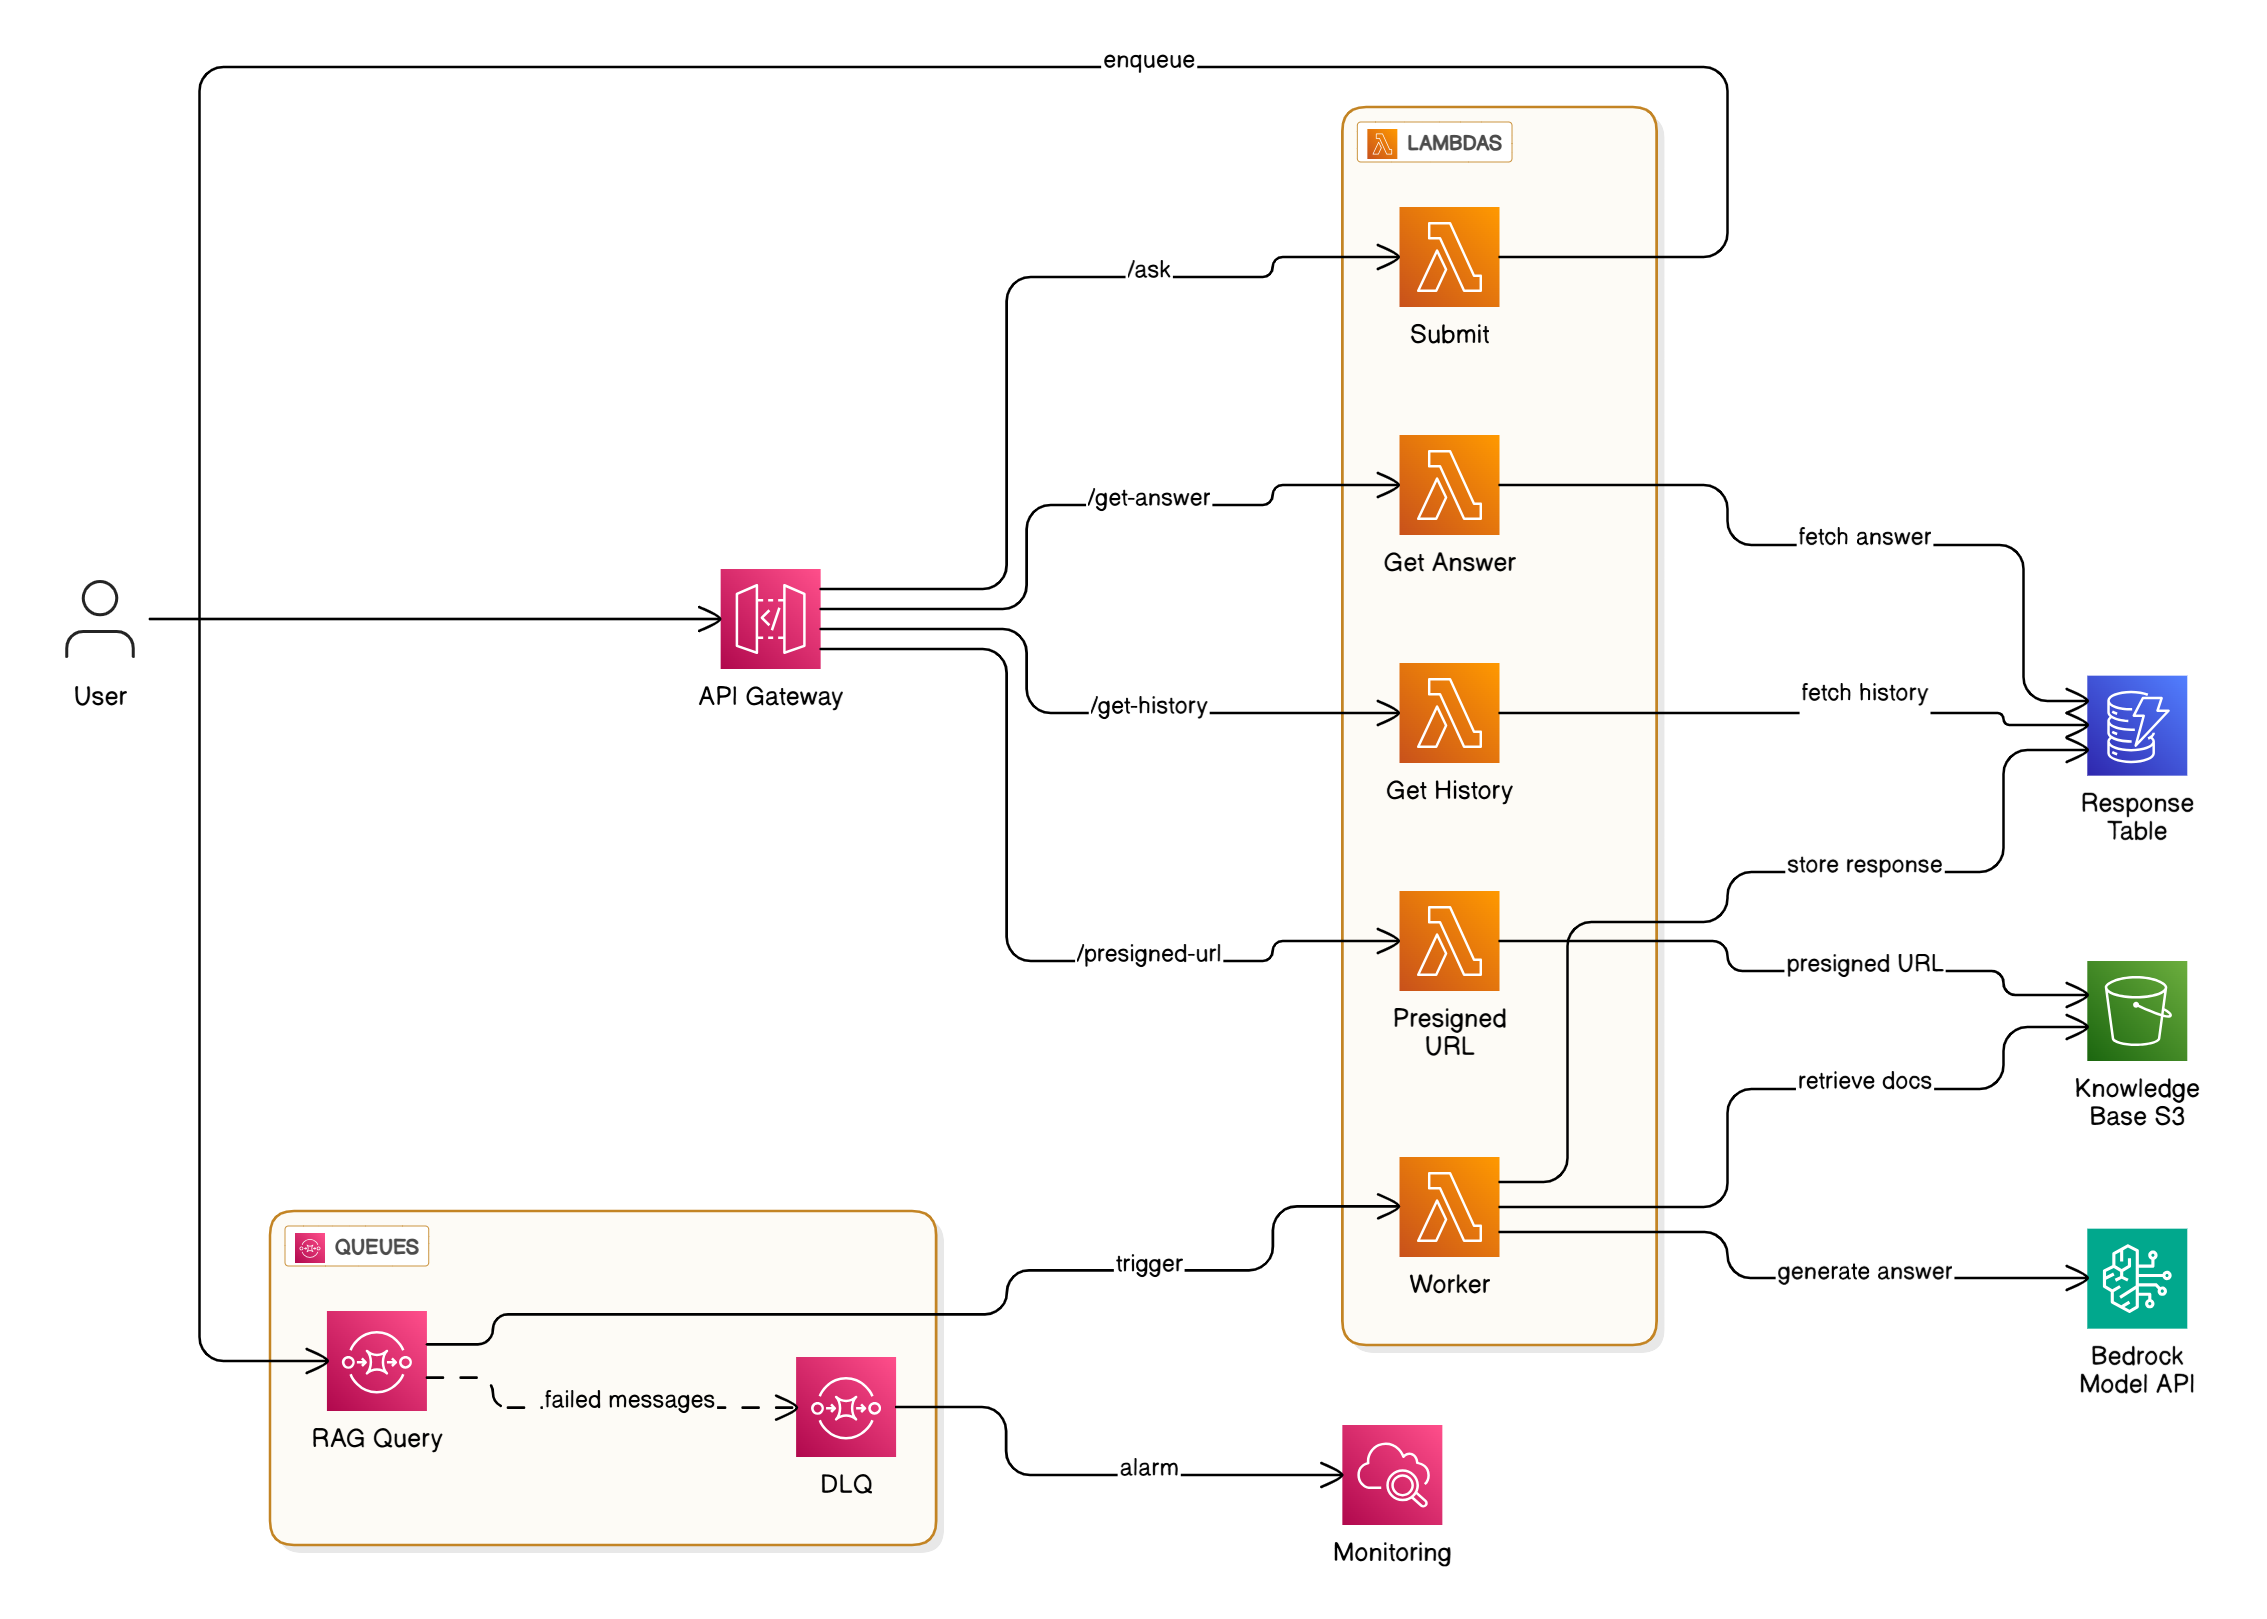 enqueue
LAMBDAS
/ask
Submit
/get-answer
Get Answer
fetch answer
User
API Gateway
/get-history
Get History
fetch history
Response
Table
store response
/presigned-url
Presigned
URL
presigned URL
Knowledge
Base S3
retrieve docs
QUEUES
trigger
Worker
generate answer
Bedrock
Model API
RAG Query
failed messages
DLQ
alarm
Monitoring